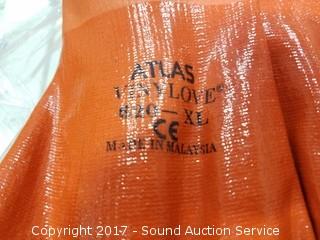 ATLAS
VINYLOVE®
620 - XL
CE
MADE IN MALAYSIA
Copyright 2017 - Sound Auction Service